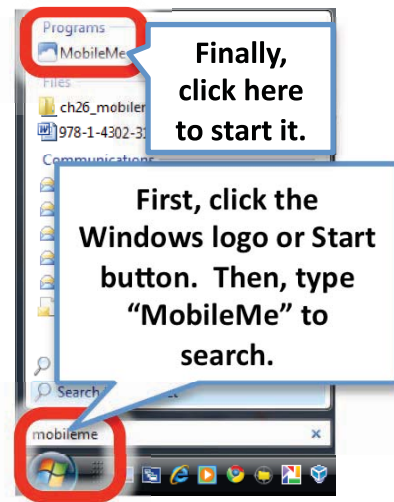 Programs
MobileMe
Finally,
click here
to start it.
Files
978-1-4302-3
Communications
First, click the
Windows logo or Start
button. Then, type
“MobileMe” to
search.
Search
mobileme